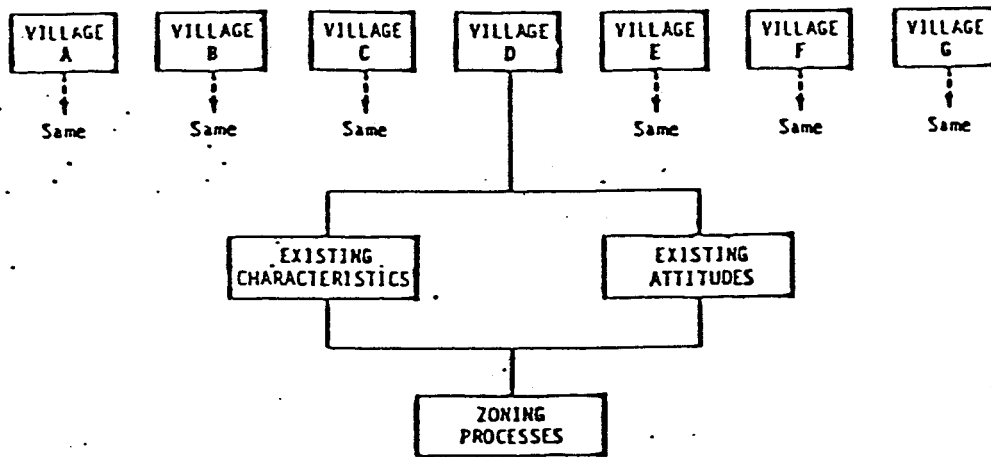 VILLAGE A
VILLAGE B
VILLAGE C
VILLAGE D
VILLAGE E
VILLAGE F
VILLAGE G
Same
Same
Same
Same
Same
Same
EXISTING
CHARACTERISTICS
EXISTING
ATTITUDES
ZONING
PROCESSES